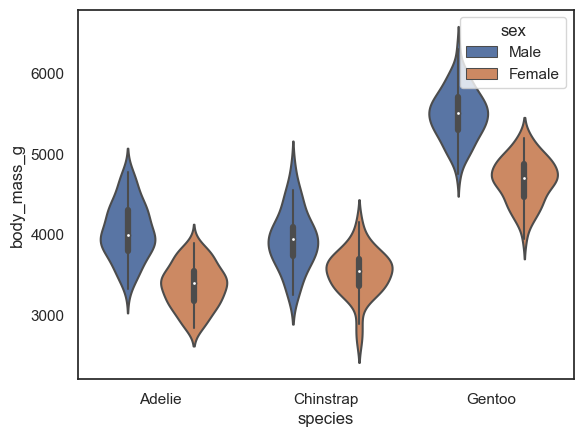 sex
Male
Female
6000
5000
4000
3000
body_mass_g
Adelie Chinstrap Gentoo
species